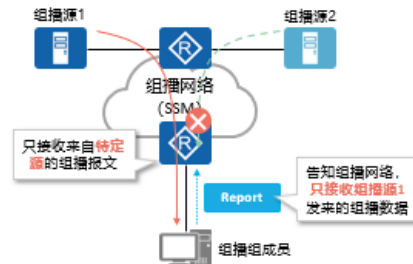 组播源1
组播源2
R
组播网络
(SSM)
只接收来自特定
源的组播报文
R
Report
告知组播网络，
只接收组播源1
发来的组播数据
组播组成员